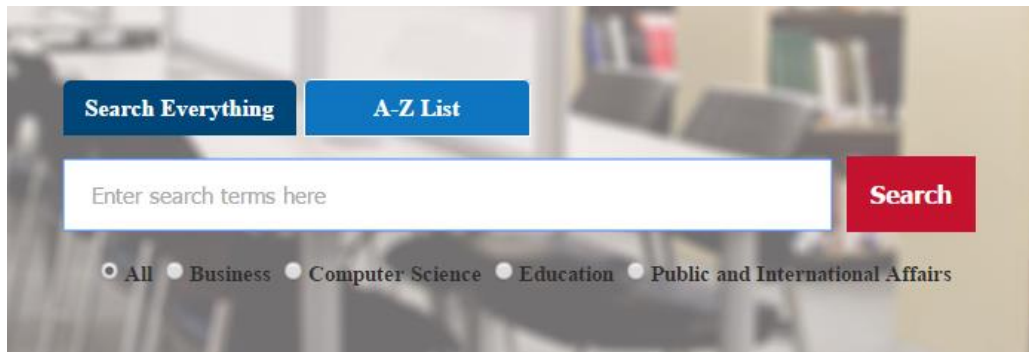 Search Everything A-Z List
Enter search terms here Search
All Business Computer Science Education Public and International Affairs